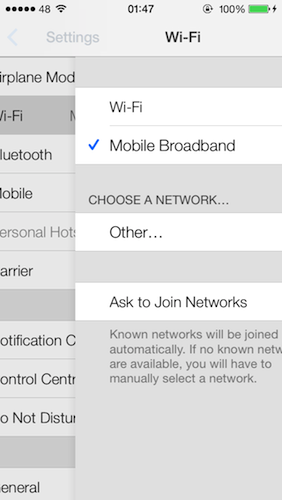 48 01:47 100%
Settings Wi-Fi
irplane Mod
Wi-Fi
Vi-Fi M
Mobile Broadband
luetooth
Mobile
CHOOSE A NETWORK…
ersonal Hots
Other…
arrier
Ask to Join Networks
Known networks will be joined
automatically. If no known netw
otification C
are available, you will have to
manually select a network.
ontrol Centr
o Not Distur
eneral